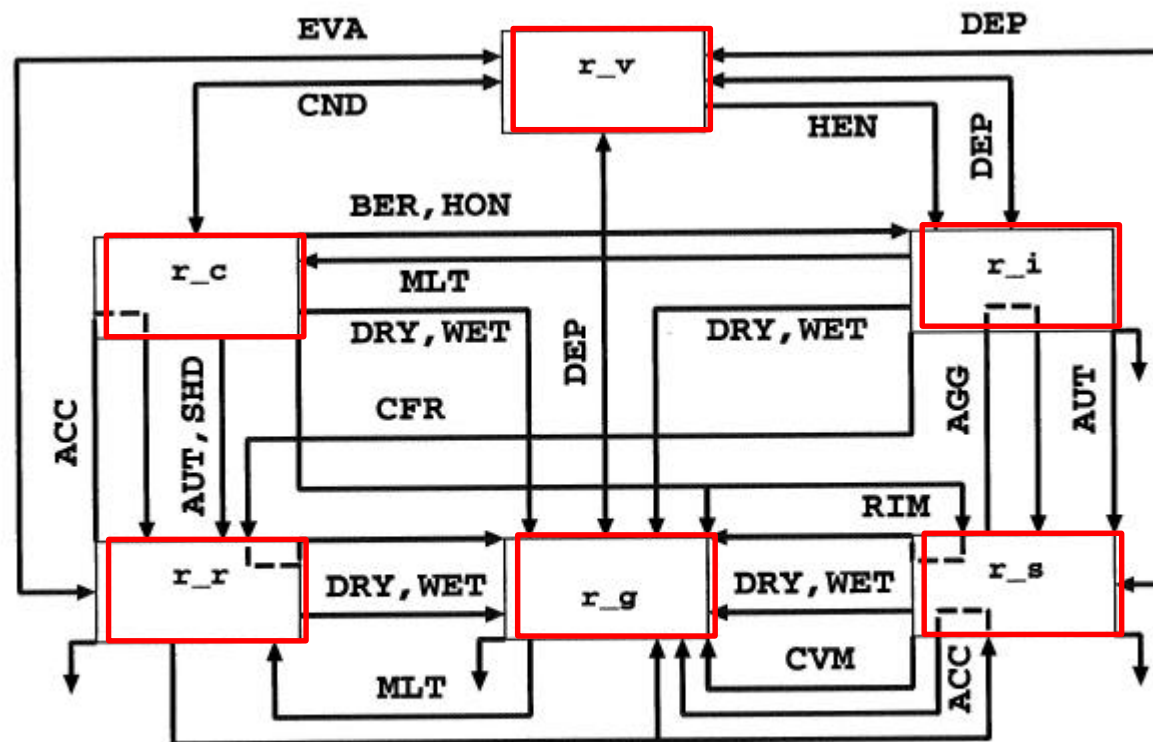 EVA
DEP
r_v
CND
HEN
DEP
BER,HON
r_c
r_i
MLT
DRY,WET
DEP
DRY,WET
ACC
AUT,SHD
CFR
AGG
AUT
RIM
r_r
r_g
r_s
DRY,WET
DRY,WET
MLT
CVM
ACC